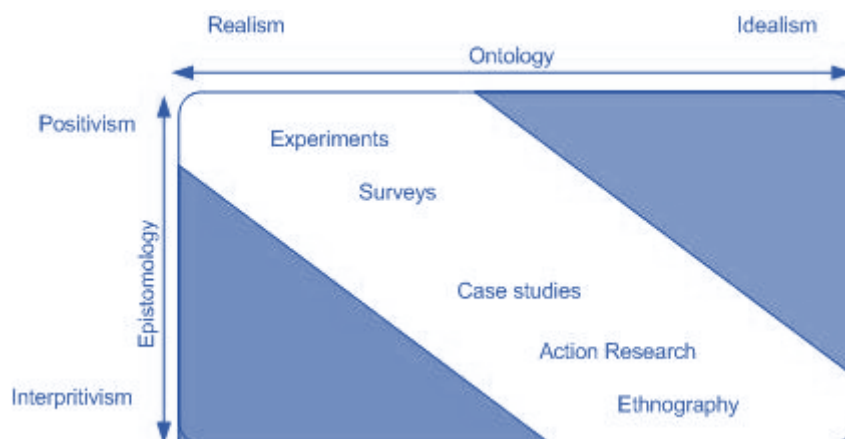 Realism
Idealism
Ontology
Positivism
Experiments
Surveys
Epistomology
Case studies
Action Research
Interpritivism
Ethnography